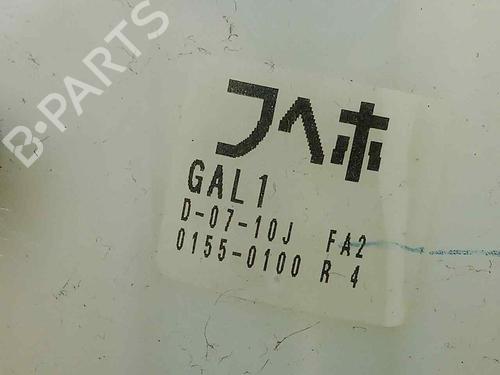 フヘホ
GAL1
D-07-10J FA2
0155-0100 R 4
B-PARTS